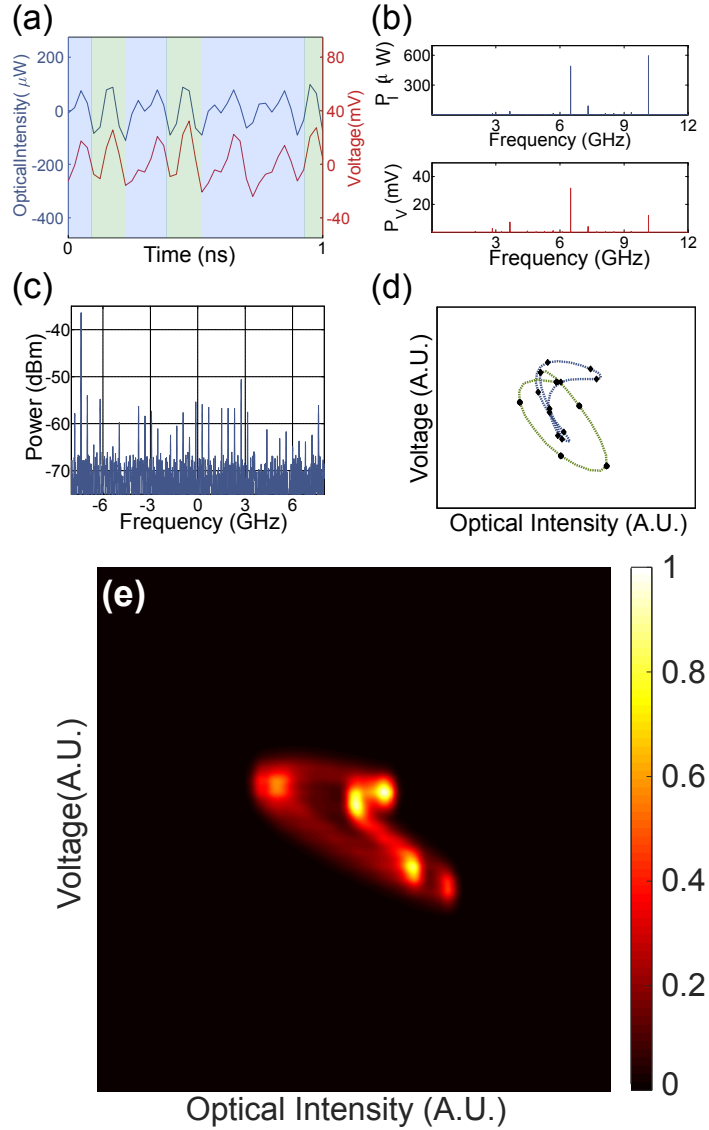 (a)
OpticalIntensity( μW)
200
0
-200
-400
80
40
0
-40
Voltage(mV)
0
1
Time (ns)
(b)
P_I (μ W)
600
300
3
6
9
12
Frequency (GHz)
P_V (mV)
40
20
3
6
9
12
Frequency (GHz)
(c)
Power (dBm)
-40
-50
-60
-70
-6
-3
0
3
6
Frequency (GHz)
(d)
Voltage (A.U.)
Optical Intensity (A.U.)
(e)
Voltage(A.U.)
Optical Intensity (A.U.)
1
0.8
0.6
0.4
0.2
0